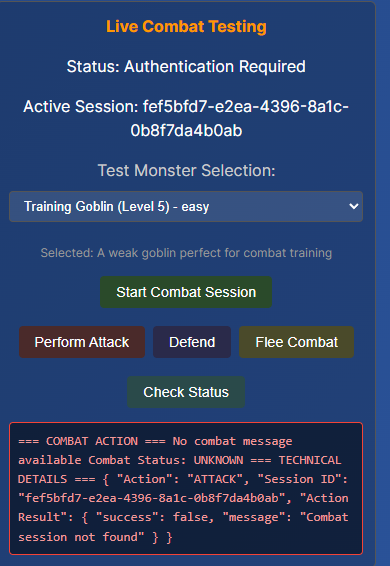 Live Combat Testing
Status: Authentication Required
Active Session: fef5bfd7-e2ea-4396-8a1c-
0b8f7da4b0ab
Test Monster Selection:
Training Goblin (Level 5) - easy
Selected: A weak goblin perfect for combat training
Start Combat Session
Perform Attack Defend Flee Combat
Check Status
=== COMBAT ACTION === No combat message
available Combat Status: UNKNOWN === TECHNICAL
DETAILS === { "Action": "ATTACK", "Session ID":
"fef5bfd7-e2ea-4396-8a1c-0b8f7da4b0ab", "Action
Result": { "success": false, "message": "Combat
session not found" } }